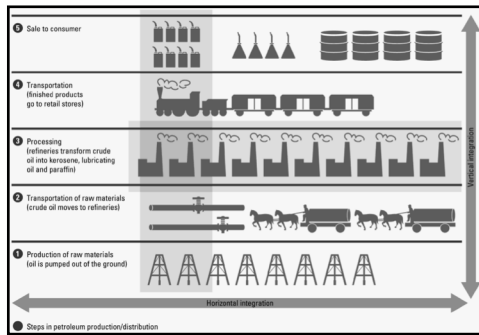 5 Sale to consumer
4 Transportation
(finished products
go to retail stores)
3 Processing
(refineries transform crude
oil into kerosene, lubricating
oil and paraffin)
2 Transportation of raw materials
(crude oil moves to refineries)
1 Production of raw materials
(oil is pumped out of the ground)
Vertical integration
Horizontal integration
Steps in petroleum production/distribution